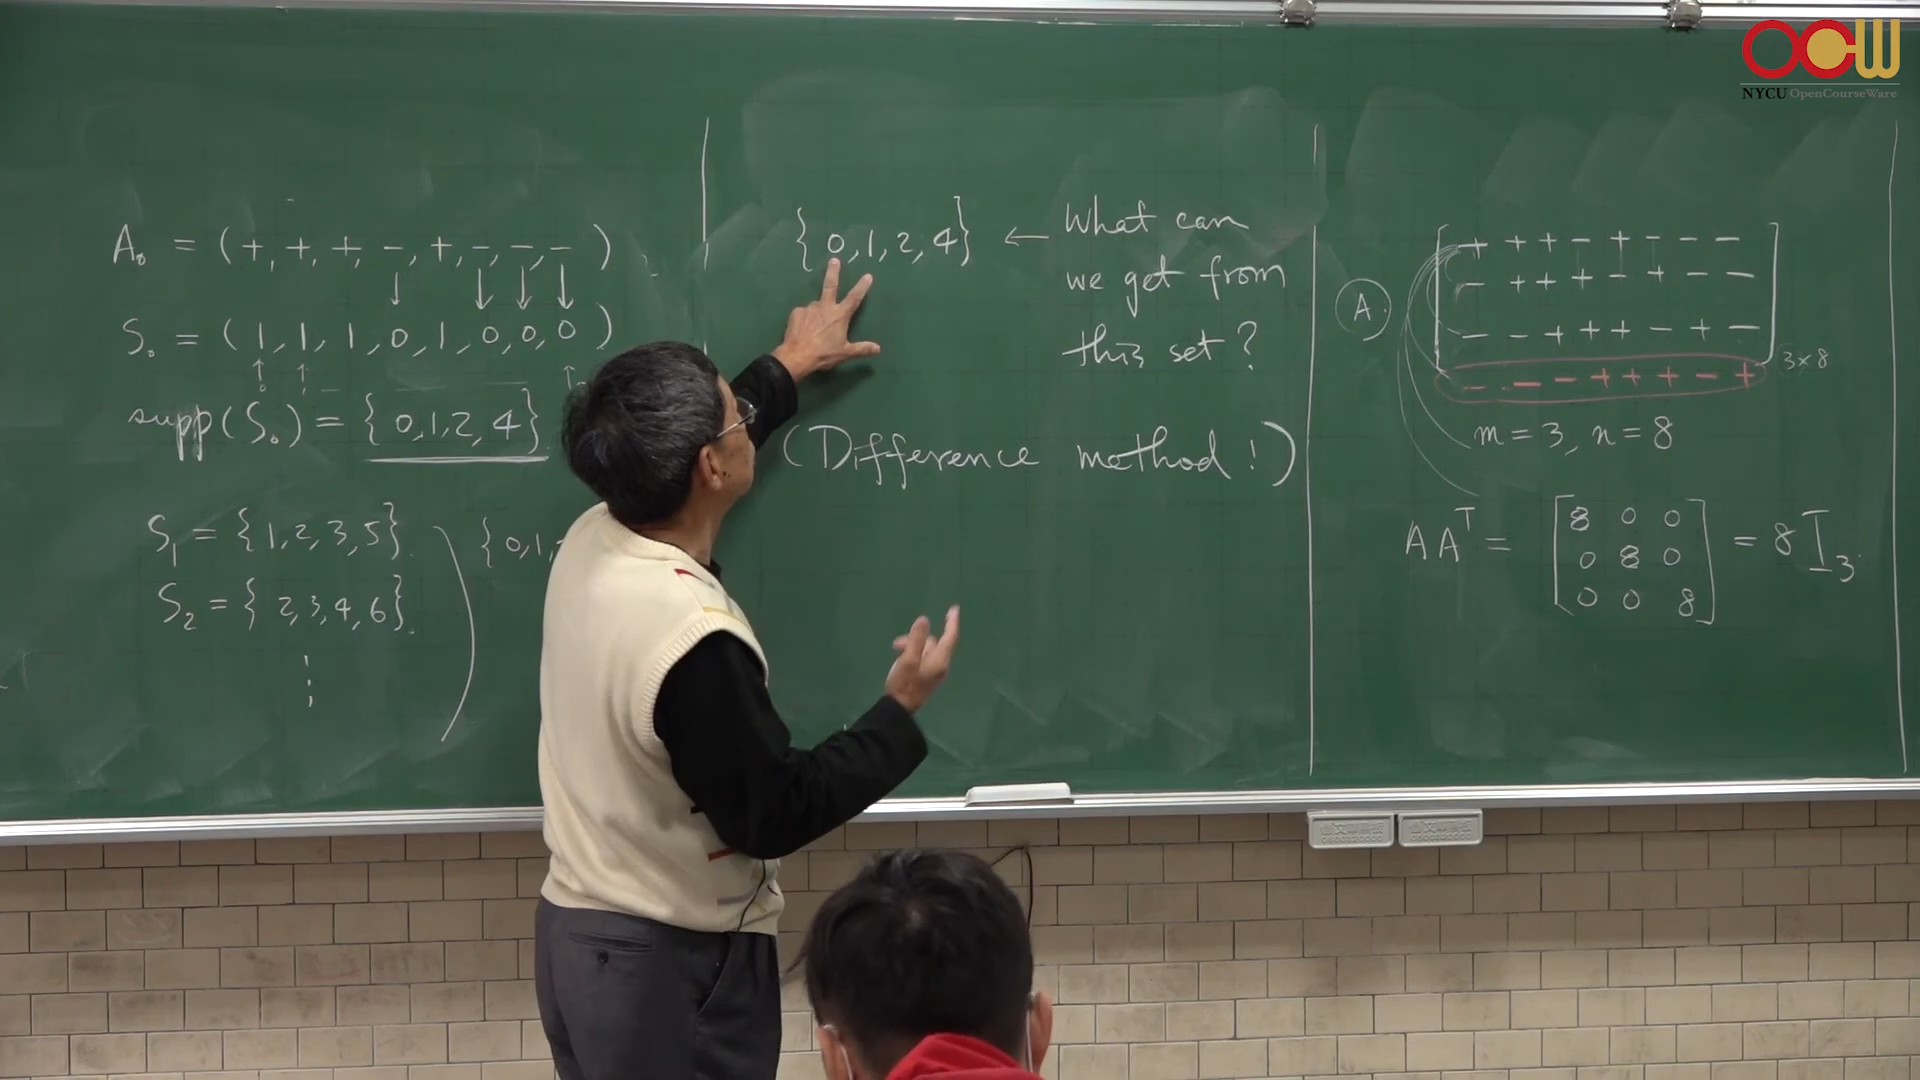 A₀ = (+, +, +, −, +, −, −, −)
S₀ = (1, 1, 1, 0, 1, 0, 0, 0)
supp(S₀) = {0,1,2,4}
S₁ = {1,2,3,5}.
S₂ = {2,3,4,6}.
⋮
{0,1,
{0,1,2,4} ← What can
we get from
this set?
(Difference method!)
A
+ + + − + − − −
− + + + − + − −
− − + + + − + −
− − − + + + − +
3×8
m = 3, n = 8
AAᵀ = [8 0 0
0 8 0
0 0 8] = 8I₃.
OCW
NYCU OpenCourseWare